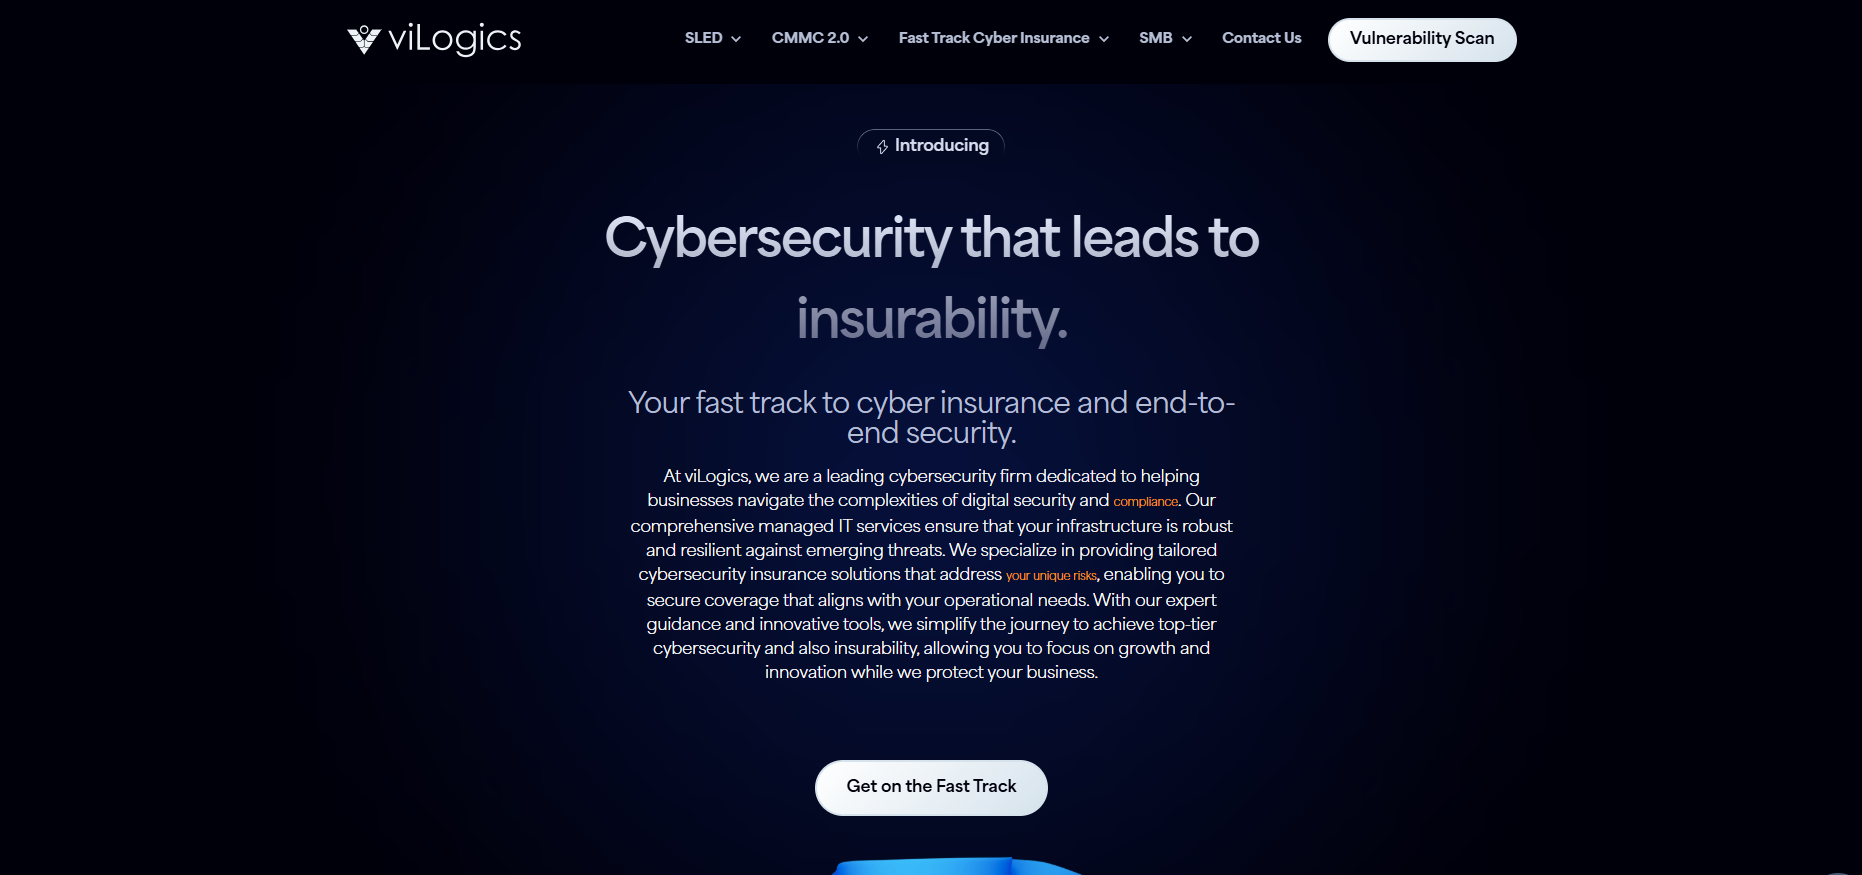 viLogics
SLED
CMMC 2.0
Fast Track Cyber Insurance
SMB
Contact Us
Vulnerability Scan
Introducing
Cybersecurity that leads to
insurability.
Your fast track to cyber insurance and end-to-
end security.
At viLogics, we are a leading cybersecurity firm dedicated to helping
businesses navigate the complexities of digital security and compliance. Our
comprehensive managed IT services ensure that your infrastructure is robust
and resilient against emerging threats. We specialize in providing tailored
cybersecurity insurance solutions that address your unique risks, enabling you to
secure coverage that aligns with your operational needs. With our expert
guidance and innovative tools, we simplify the journey to achieve top-tier
cybersecurity and also insurability, allowing you to focus on growth and
innovation while we protect your business.
Get on the Fast Track